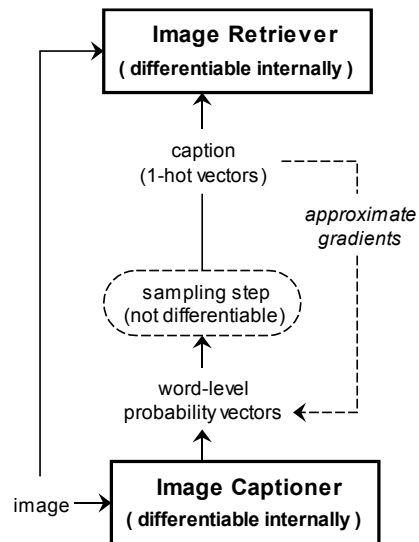 Image Retriever
( differentiable internally )
caption
(1-hot vectors)
approximate
gradients
sampling step
(not differentiable)
word-level
probability vectors
image
Image Captioner
( differentiable internally )